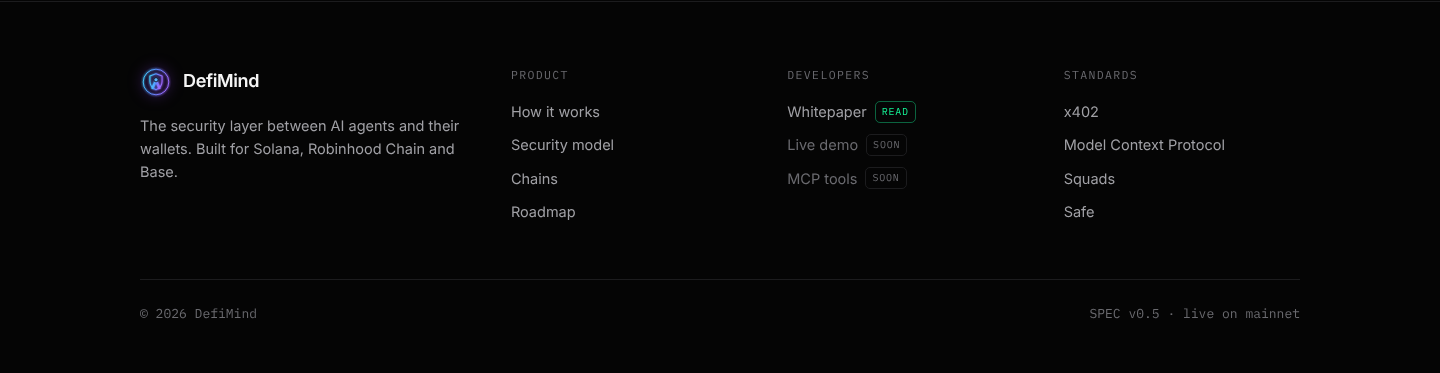 DefiMind
The security layer between AI agents and their
wallets. Built for Solana, Robinhood Chain and
Base.
PRODUCT
How it works
Security model
Chains
Roadmap
DEVELOPERS
Whitepaper READ
Live demo SOON
MCP tools SOON
STANDARDS
x402
Model Context Protocol
Squads
Safe
© 2026 DefiMind
SPEC v0.5 · live on mainnet